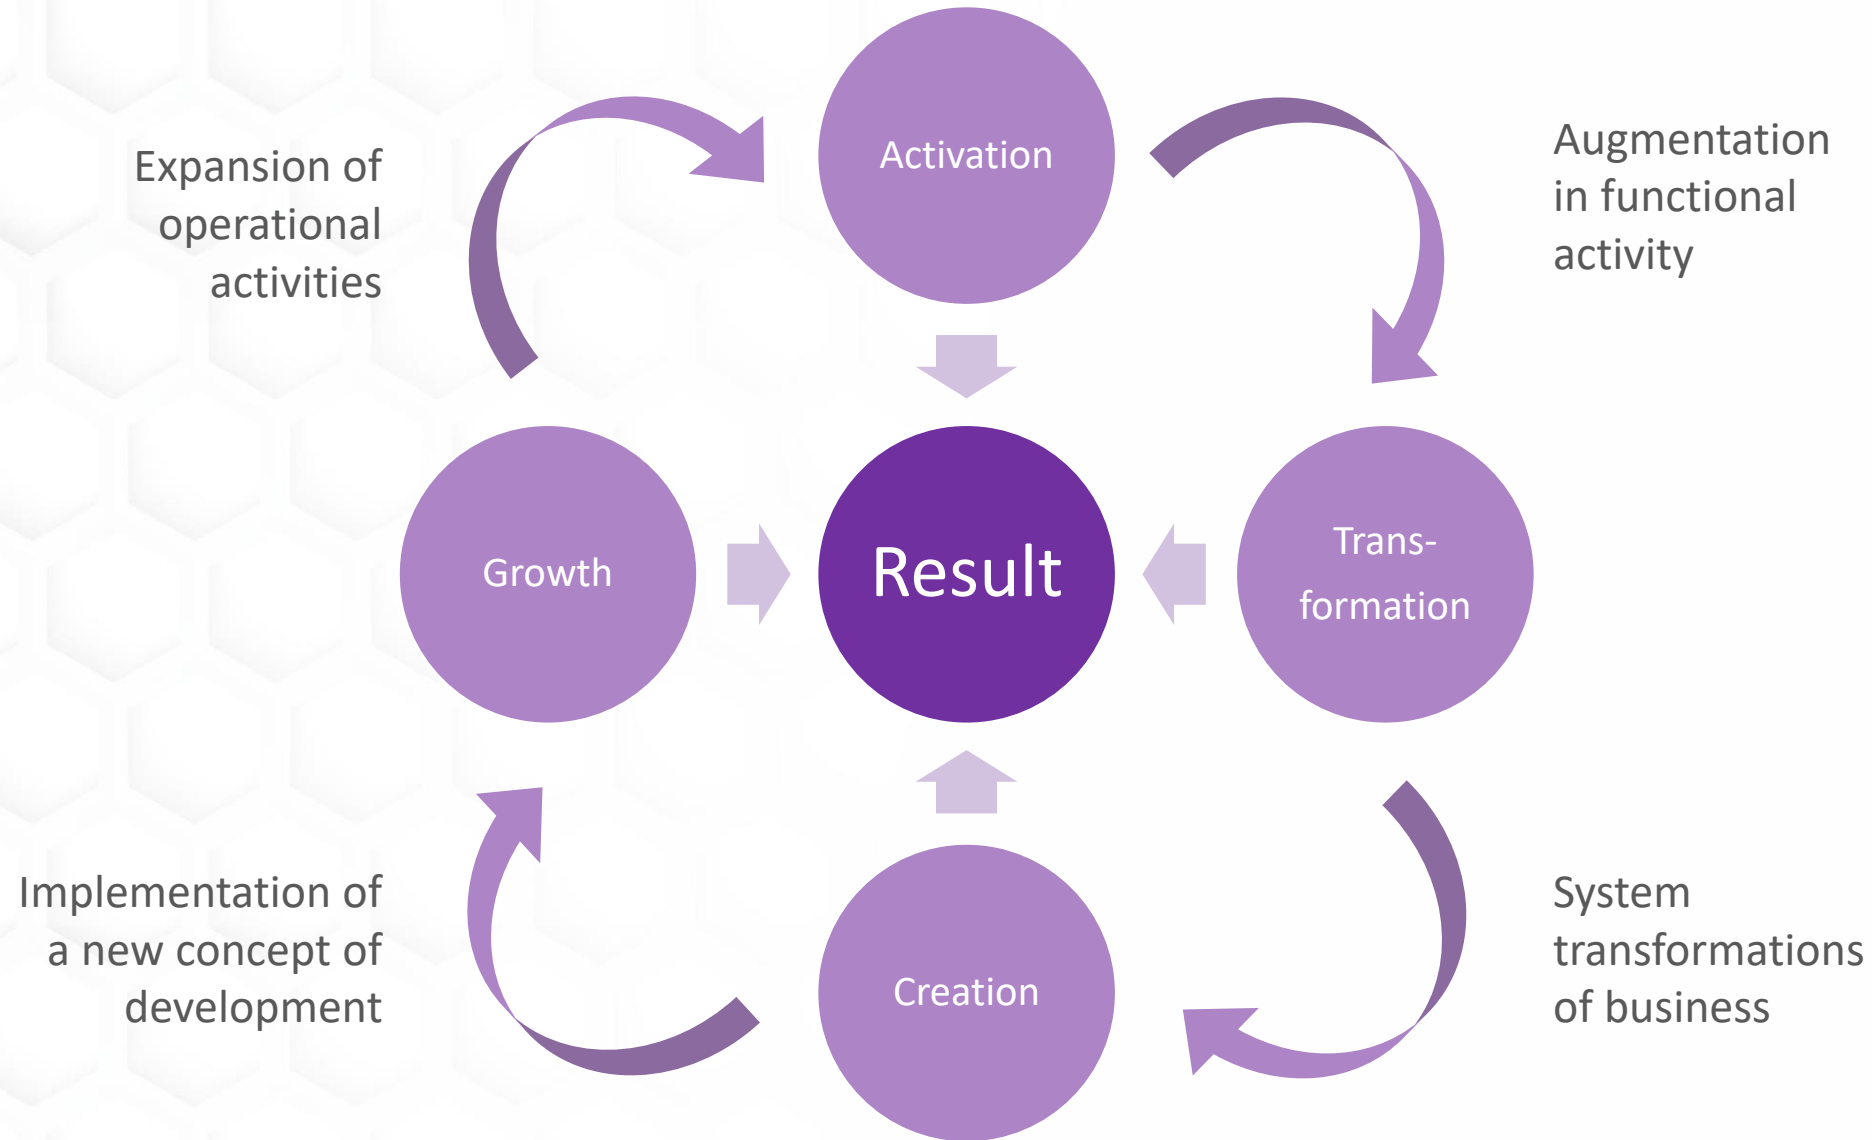 Activation
Expansion of
operational
activities
Augmentation
in functional
activity
Growth
Result
Trans-
formation
Implementation of
a new concept of
development
Creation
System
transformations
of business